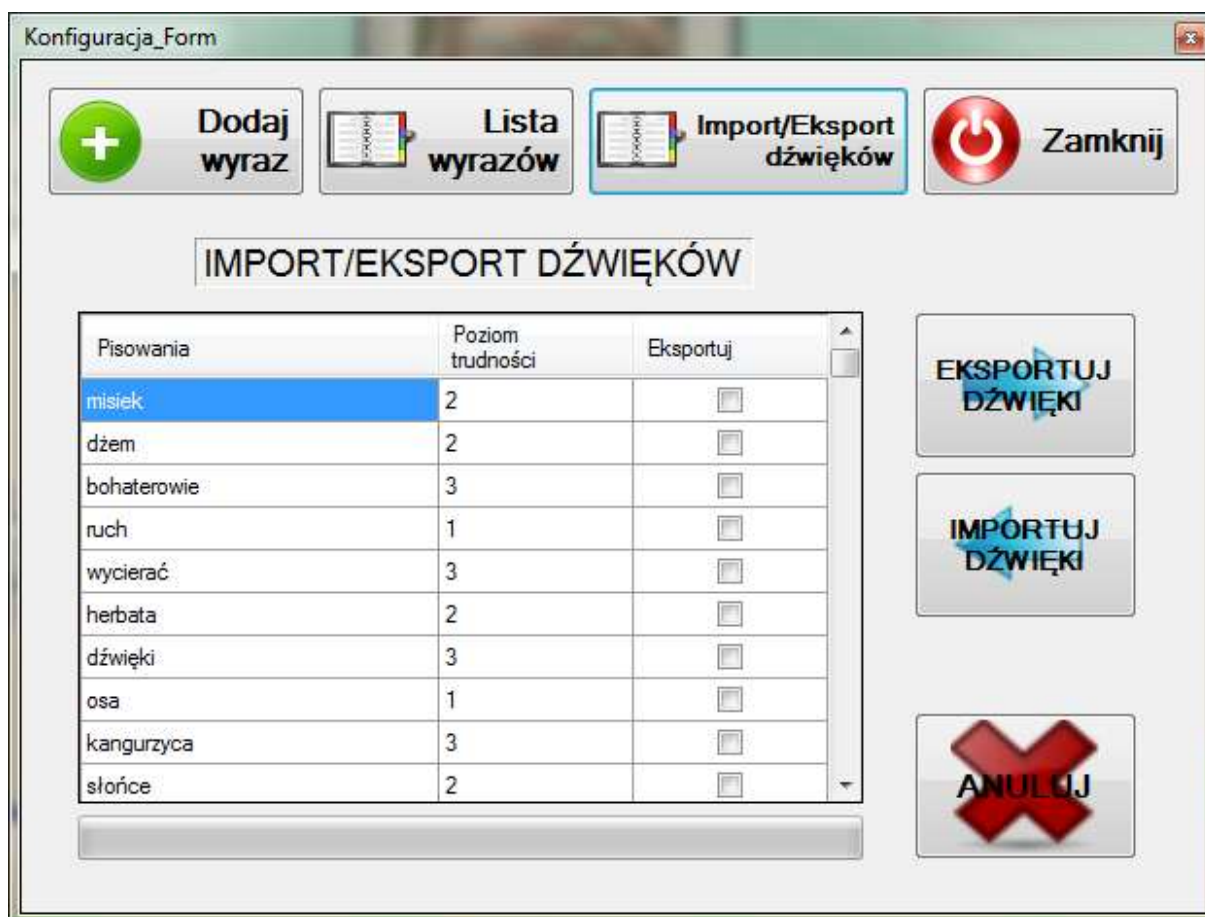 Konfiguracja_Form
Dodaj
wyraz
Lista
wyrazów
Import/Eksport
dźwięków
Zamknij
IMPORT/EKSPORT DŹWIĘKÓW
Pisowania Poziom trudności Eksportuj
misiek 2
dżem 2
bohaterowie 3
ruch 1
wycierać 3
herbata 2
dźwięki 3
osa 1
kangurzyca 3
słońce 2
EKSPORTUJ
DŹWIĘKI
IMPORTUJ
DŹWIĘKI
ANULUJ